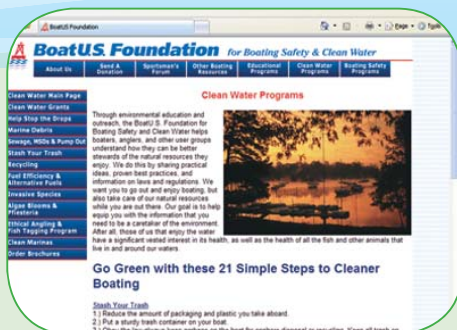 BoatUS Foundation
Page
Tools
BoatU.S. Foundation for Boating Safety & Clean Water
About Us
Send A Donation
Sportsman's Forum
Other Boating Resources
Educational Programs
Clean Water Programs
Boating Safety Programs
Clean Water Main Page
Clean Water Grants
Help Stop the Drops
Marine Debris
Sewage, MSDs & Pump Out
Stash Your Trash
Recycling
Fuel Efficiency &
Alternative Fuels
Invasive Species
Algae Blooms &
Pfiesteria
Ethical Angling &
Fish Tagging Program
Clean Marinas
Order Brochures
Clean Water Programs
Through environmental education and
outreach, the BoatU.S. Foundation for
Boating Safety and Clean Water helps
boaters, anglers, and other user groups
understand how they can be better
stewards of the natural resources they
enjoy. We do this by sharing practical
ideas, proven best practices, and
information on laws and regulations. We
want you to go out and enjoy boating, but
also take care of our natural resources
while you are out there. Our goal is to help
equip you with the information that you
need to be a caretaker of the environment.
After all, those of us that enjoy the water
have a significant vested interest in its health, as well as the health of all the fish and other animals that
live in and around our waters.
Go Green with these 21 Simple Steps to Cleaner
Boating
Stash Your Trash
1.) Reduce the amount of packaging and plastic you take aboard.
2.) Put a sturdy trash container on your boat.